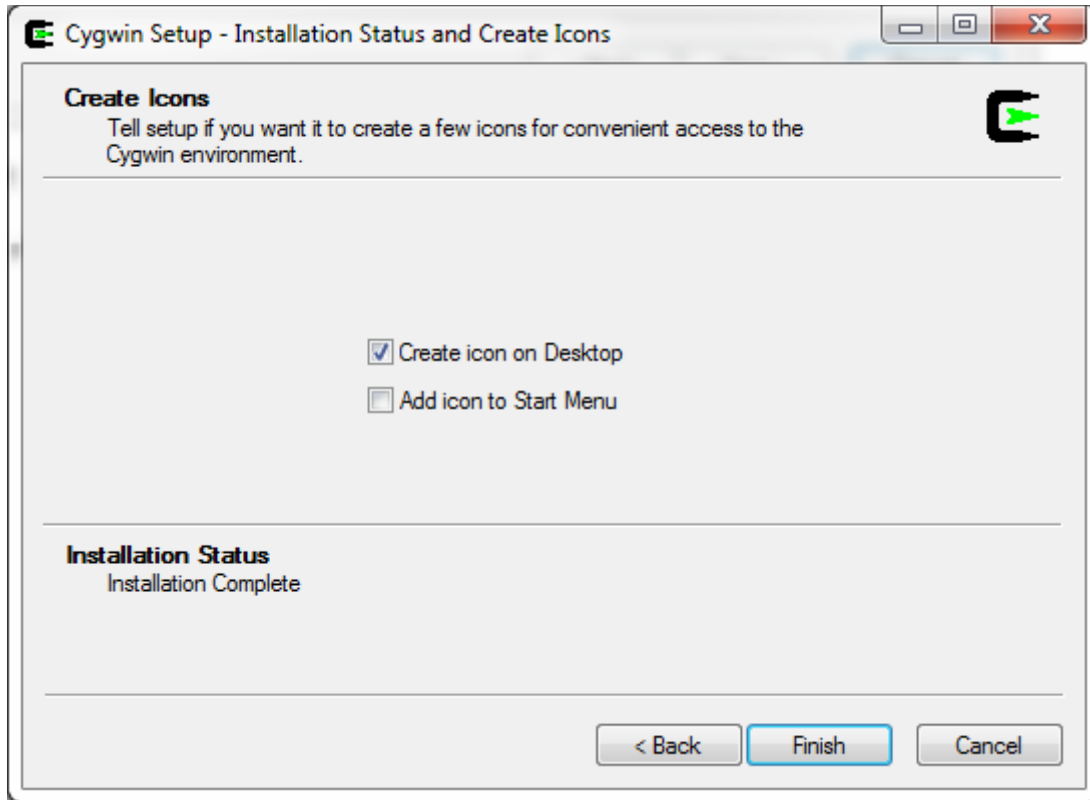 Cygwin Setup - Installation Status and Create Icons
Create Icons
Tell setup if you want it to create a few icons for convenient access to the
Cygwin environment.
Create icon on Desktop
Add icon to Start Menu
Installation Status
Installation Complete
< Back Finish Cancel